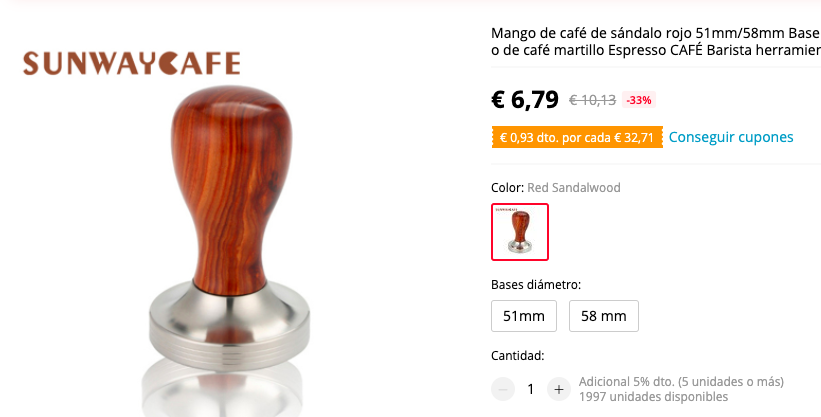 SUNWAYCAFE
Mango de café de sándalo rojo 51mm/58mm Base
o de café martillo Espresso CAFÉ Barista herramien
€ 6,79 € 10,13 -33%
€ 0,93 dto. por cada € 32,71 Conseguir cupones
Color: Red Sandalwood
Bases diámetro:
51mm 58 mm
Cantidad:
1 + Adicional 5% dto. (5 unidades o más)
1997 unidades disponibles